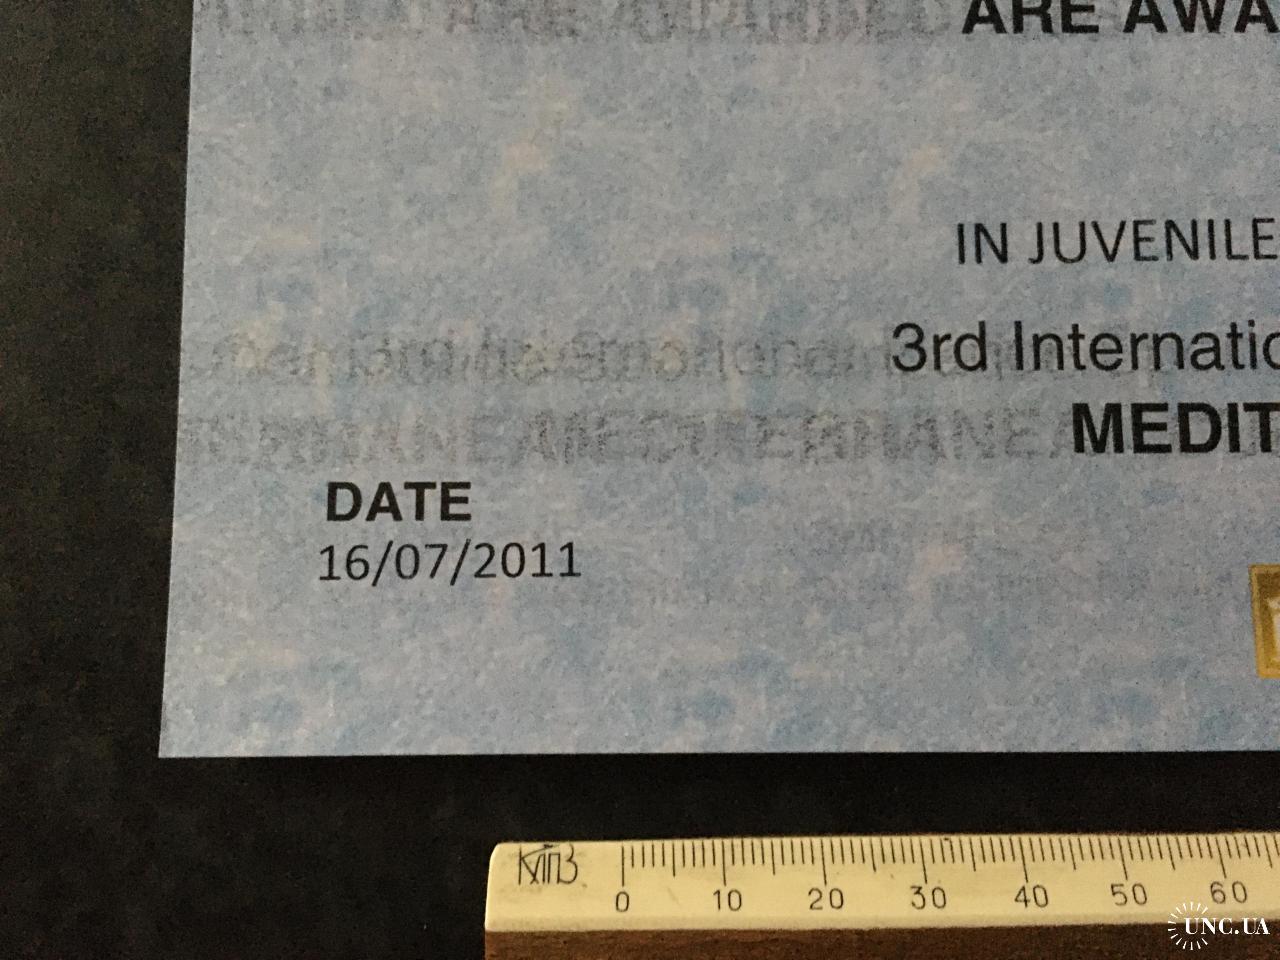 ARE AWA
IN JUVENILE
3rd Internatio
MEDIT
DATE
16/07/2011
КЛПЗ
0 10 20 30 40 50 60
UNC.UA